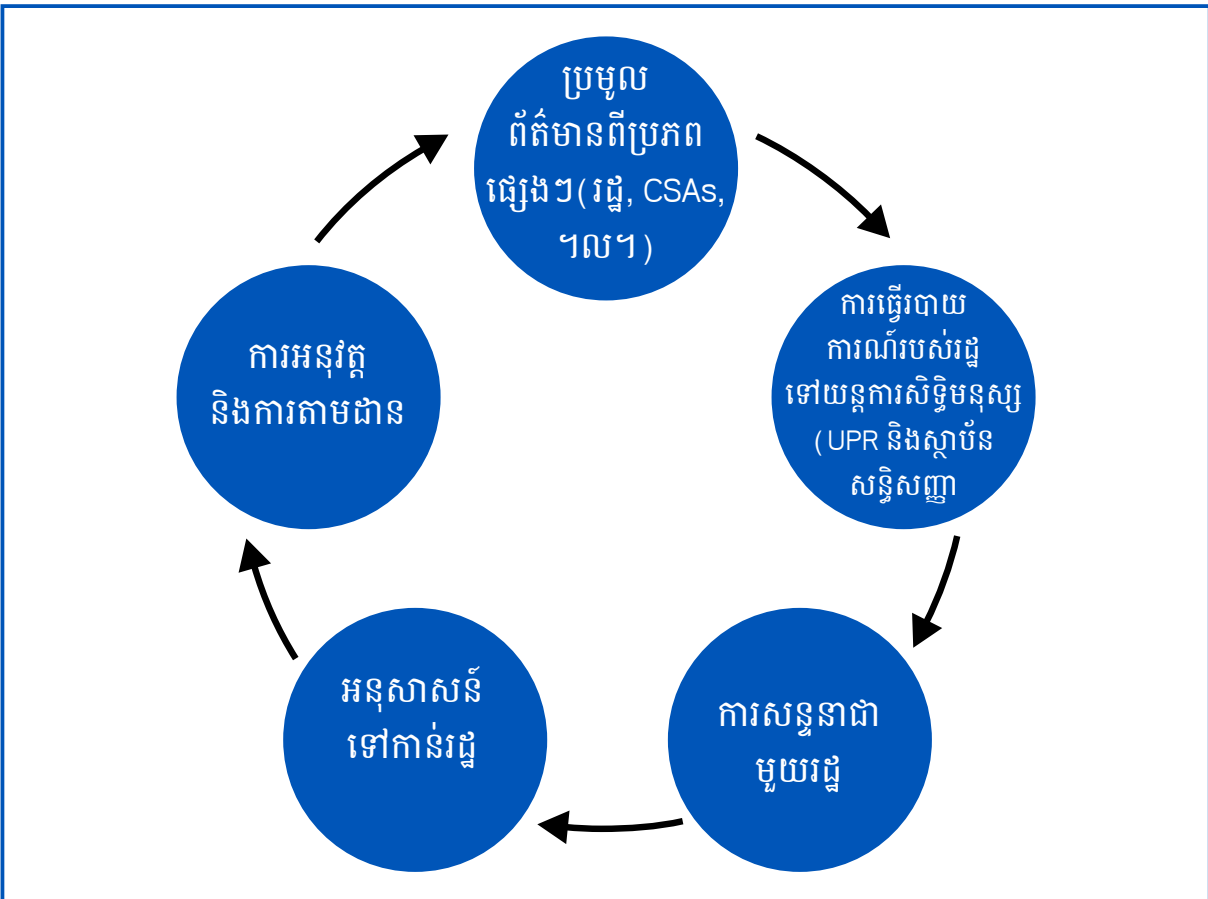 ប្រមូល
ព័ត៌មានពីប្រភព
ផ្សេងៗ(រដ្ឋ, CSAs,
ៗលៗ)
ការធ្វើរបាយ
ការណ៍របស់រដ្ឋ
ទៅយន្តការសិទ្ធិមនុស្ស
(UPR និងស្ថាប័ន
សន្ធិសញ្ញា
ការសន្ទនាជា
មួយរដ្ឋ
អនុសាសន៍
ទៅកាន់រដ្ឋ
ការអនុវត្ត
និងការតាមដាន